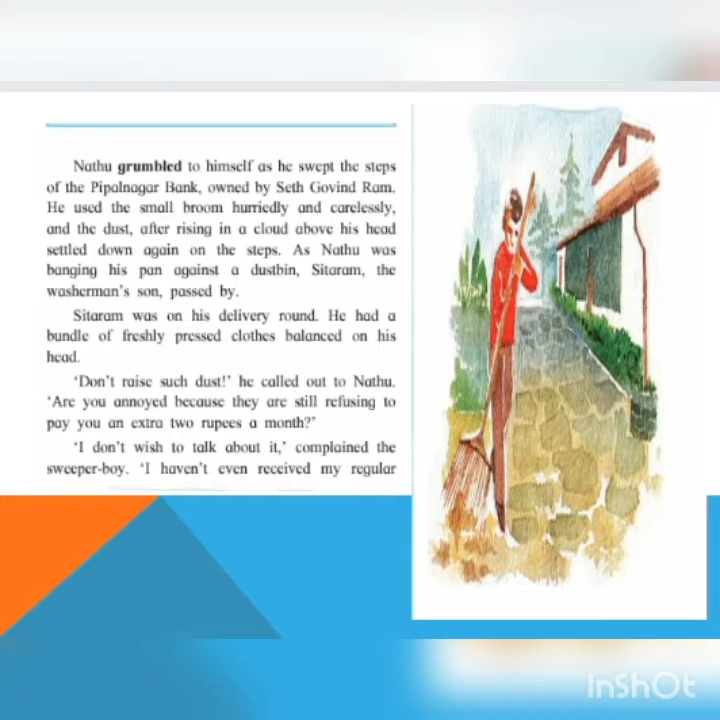 Nathu grumbled to himself as he swept the steps
of the Pipalnagar Bank, owned by Seth Govind Ram.
He used the small broom hurriedly and carelessly,
and the dust, after rising in a cloud above his head
settled down again on the steps. As Nathu was
banging his pan against a dustbin, Sitaram, the
washerman's son, passed by.
Sitaram was on his delivery round. He had a
bundle of freshly pressed clothes balanced on his
head.
‘Don't raise such dust!’ he called out to Nathu.
‘Are you annoyed because they are still refusing to
pay you an extra two rupees a month?’
‘I don't wish to talk about it,’ complained the
sweeper-boy. ‘I haven't even received my regular
InShOt